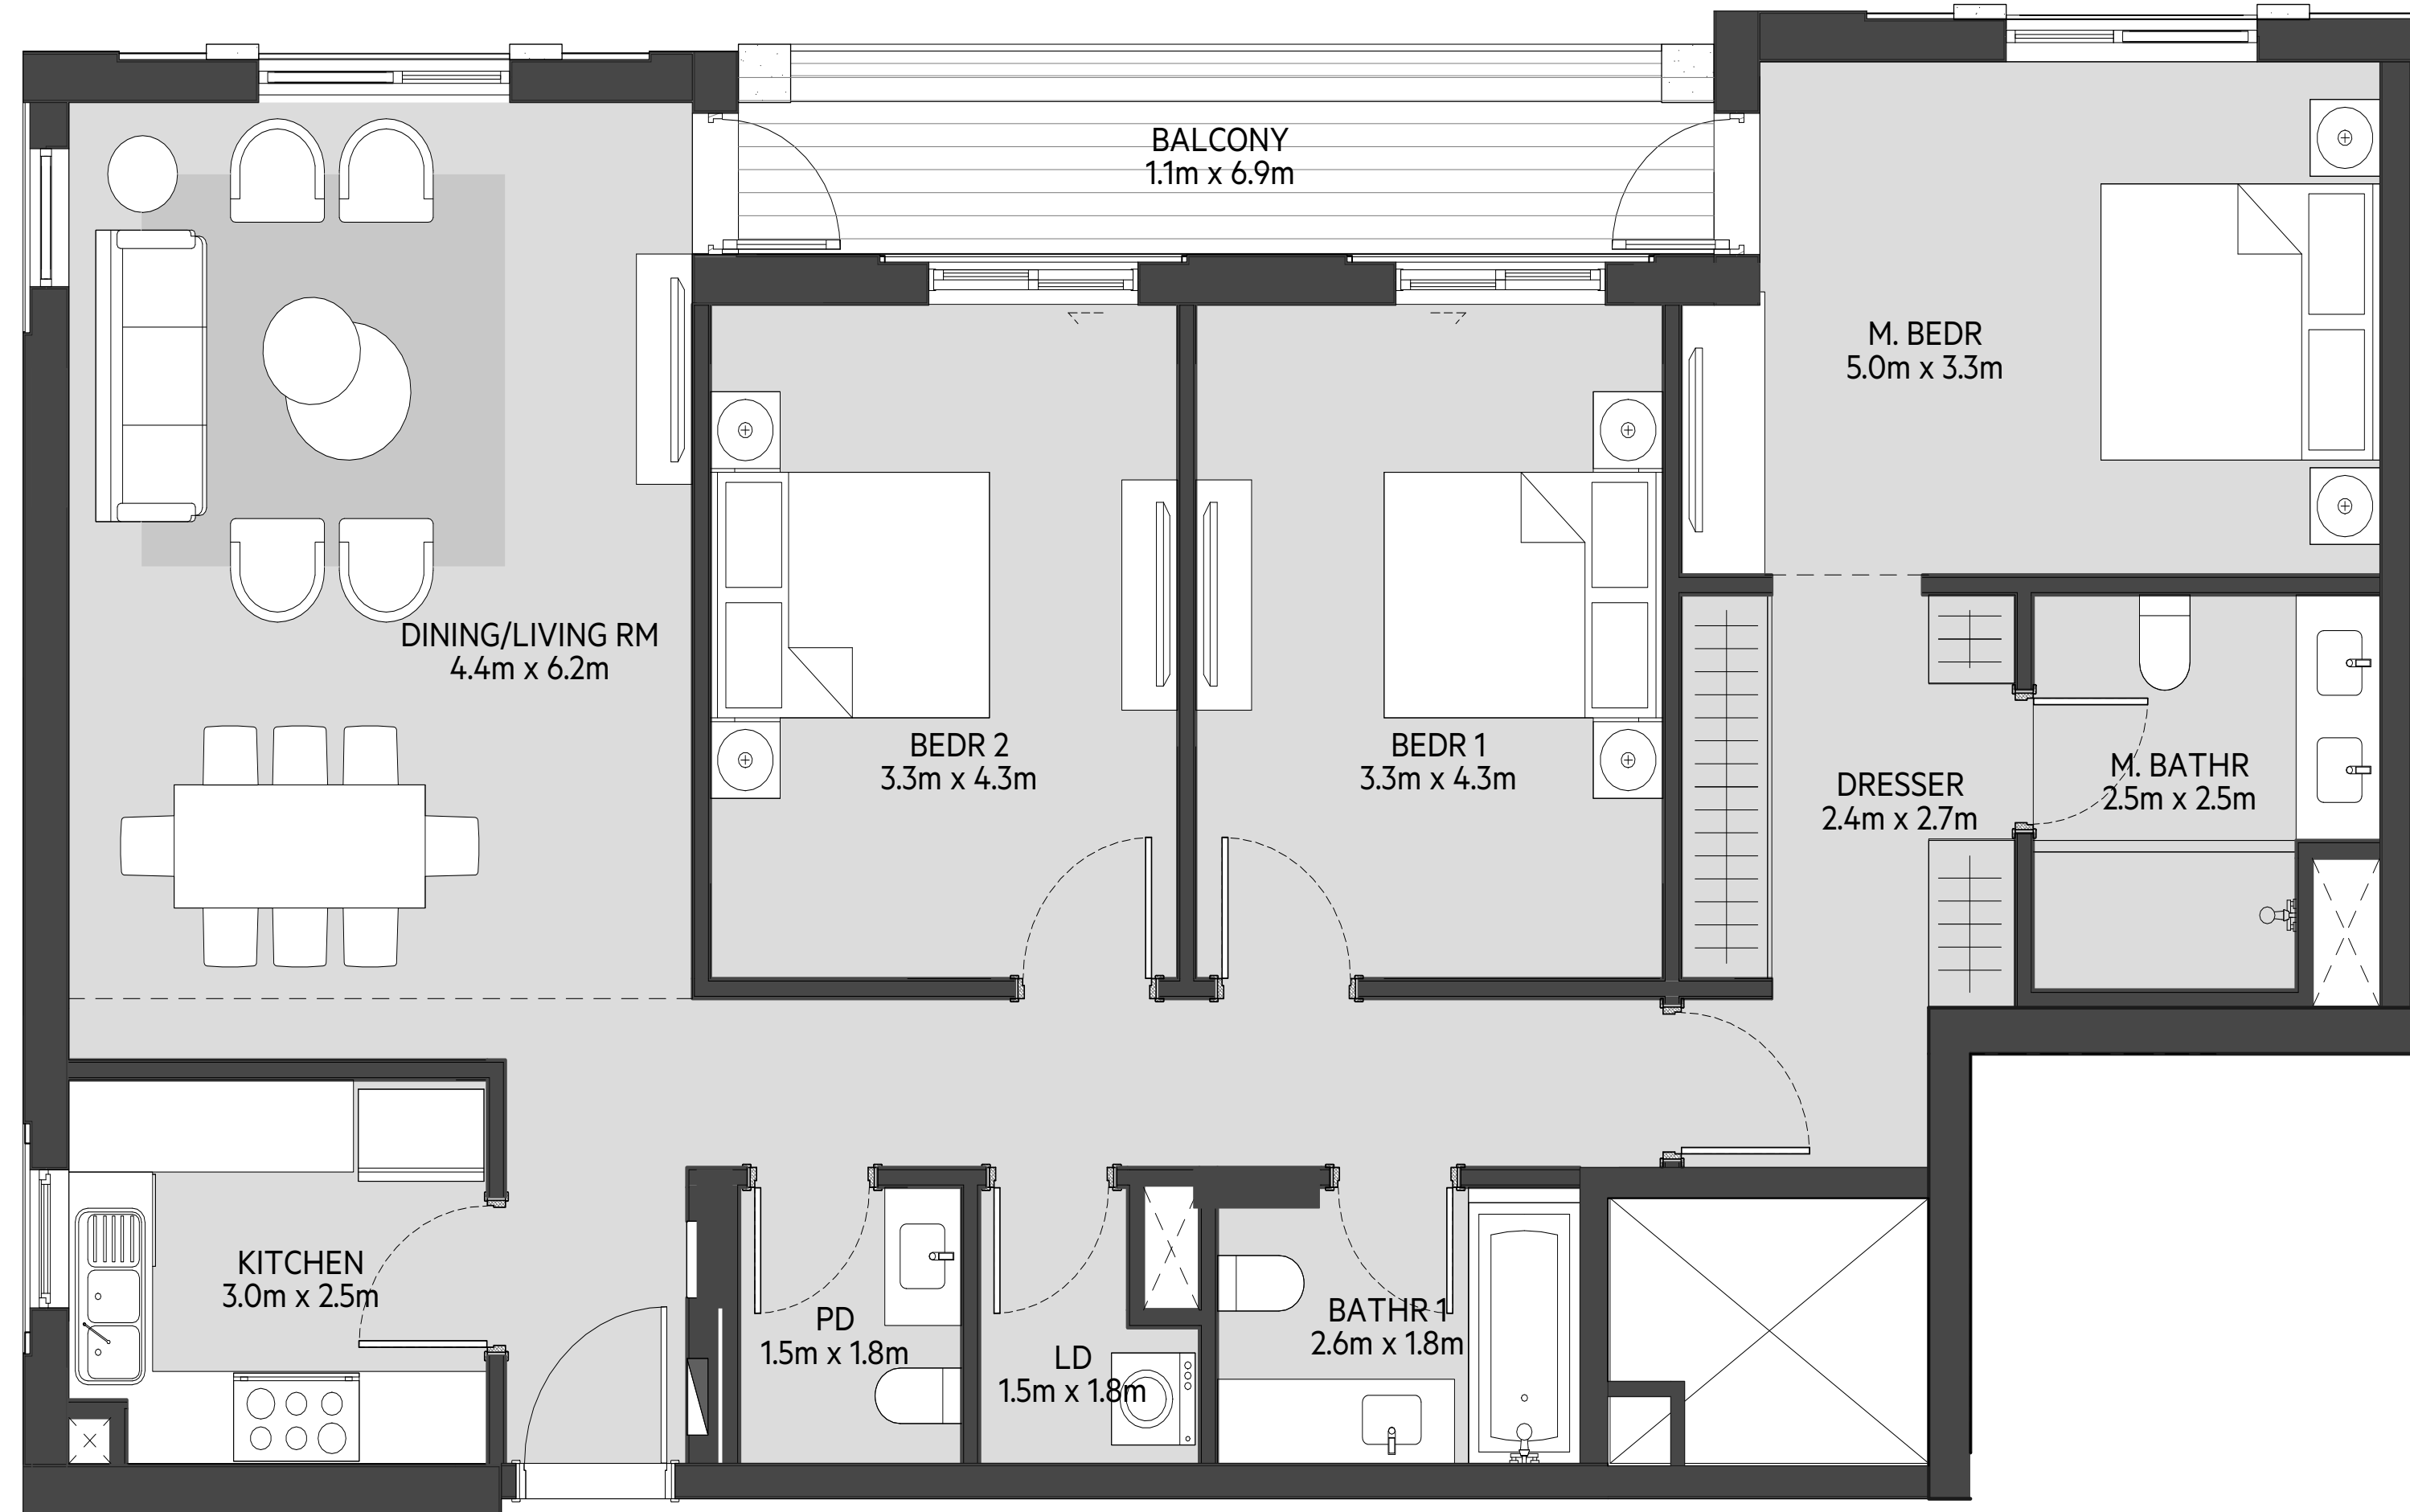 BALCONY
1.1m x 6.9m
M. BEDR
5.0m x 3.3m
DINING/LIVING RM
4.4m x 6.2m
BEDR 2
3.3m x 4.3m
BEDR 1
3.3m x 4.3m
DRESSER
2.4m x 2.7m
M. BATHR
2.5m x 2.5m
KITCHEN
3.0m x 2.5m
PD
1.5m x 1.8m
LD
1.5m x 1.8m
BATHR 1
2.6m x 1.8m